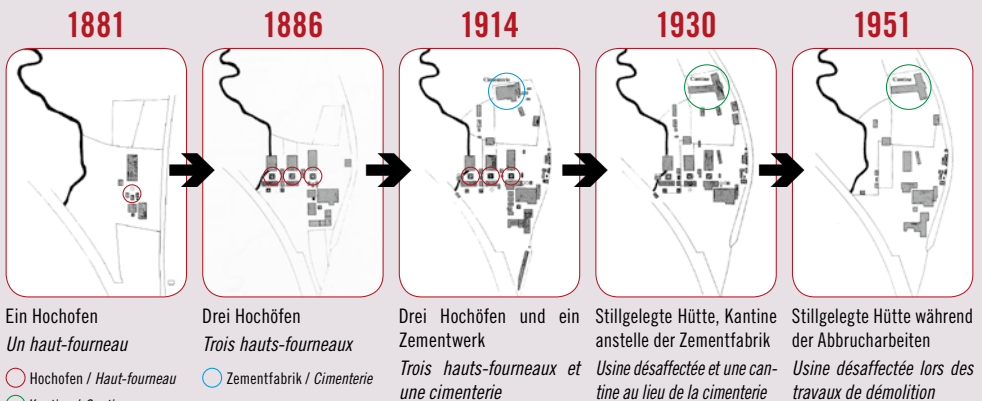 1881
1886
1914
1930
1951
Cimenterie
Cantine
Cantine
Ein Hochofen
Un haut-fourneau
Drei Hochöfen
Trois hauts-fourneaux
Drei Hochöfen und ein
Zementwerk
Trois hauts-fourneaux et
une cimenterie
Stillgelegte Hütte, Kantine
anstelle der Zementfabrik
Usine désaffectée et une can-
tine au lieu de la cimenterie
Stillgelegte Hütte während
der Abbrucharbeiten
Usine désaffectée lors des
travaux de démolition
Hochofen / Haut-fourneau
Zementfabrik / Cimenterie